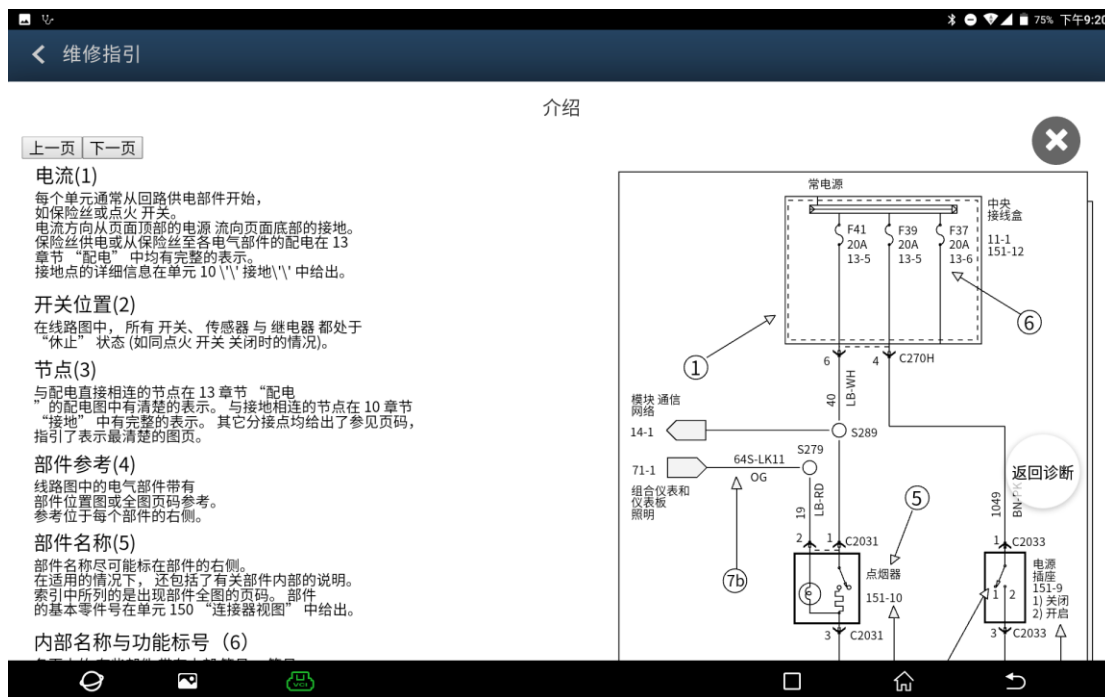 75% 下午9:20
维修指引
介绍
上一页 下一页
电流(1)
每个单元通常从回路供电部件开始，
如保险丝或点火 开关。
电流方向从页面顶部的电源 流向页面底部的接地。
保险丝供电或从保险丝至各电气部件的配电在 13
章节 “配电” 中均有完整的表示。
接地点的详细信息在单元 10 \'\' 接地\'\' 中给出。
开关位置(2)
在线路图中， 所有 开关、 传感器 与 继电器 都处于
“休止” 状态 (如同点火 开关 关闭时的情况)。
节点(3)
与配电直接相连的节点在 13 章节 “配电
” 的配电图中有清楚的表示。 与接地相连的节点在 10 章节
“接地” 中有完整的表示。 其它分接点均给出了参见页码，
指引了表示最清楚的图页。
部件参考(4)
线路图中的电气部件带有
部件位置图或全图页码参考。
参考位于每个部件的右侧。
部件名称(5)
部件名称尽可能标在部件的右侧。
在适用的情况下， 还包括了有关部件内部的说明。
索引中所列的是出现部件全图的页码。 部件
的基本零件号在单元 150 “连接器视图” 中给出。
内部名称与功能标号（6）
常电源
中央
接线盒
11-1
151-12
F41
20A
13-5
F39
20A
13-5
F37
20A
13-6
6
1
6
4
C270H
40
LB-WH
模块 通信
网络
14-1
S289
S279
71-1
64S-LK11
OG
组合仪表和
仪表板
照明
7b
19
LB-RD
5
1049
返回诊断
2
1
C2031
点烟器
151-10
3
C2031
1
C2033
电源
插座
151-9
1) 关闭
2) 开启
1
2
3
C2033
VCI